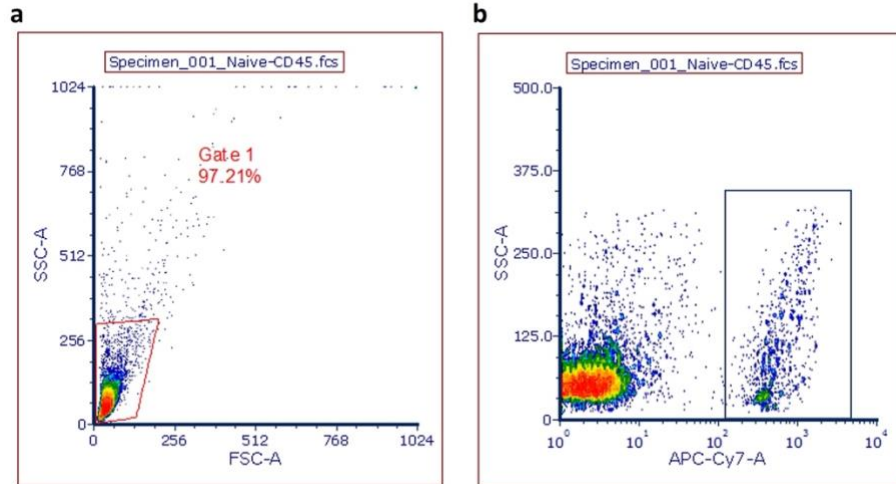 a
Specimen_001_Naive-CD45.fcs
1024
768
512
256
0
SSC-A
Gate 1
97.21%
0
256
512
768
1024
FSC-A
b
Specimen_001_Naive-CD45.fcs
500.0
375.0
250.0
125.0
0
SSC-A
10⁰
10¹
10²
10³
10⁴
APC-Cy7-A